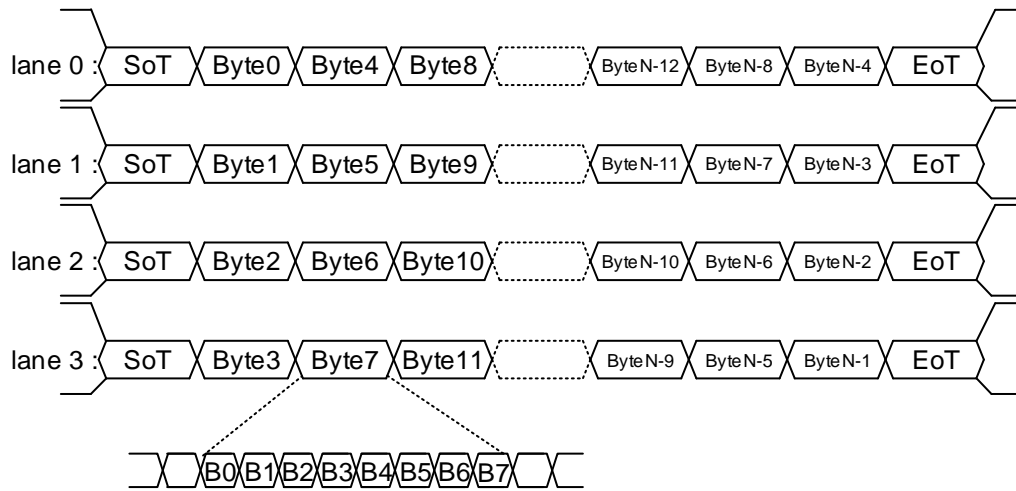 lane 0 : SoT Byte0 Byte4 Byte8 ByteN-12 ByteN-8 ByteN-4 EoT
lane 1 : SoT Byte1 Byte5 Byte9 ByteN-11 ByteN-7 ByteN-3 EoT
lane 2 : SoT Byte2 Byte6 Byte10 ByteN-10 ByteN-6 ByteN-2 EoT
lane 3 : SoT Byte3 Byte7 Byte11 ByteN-9 ByteN-5 ByteN-1 EoT
B0 B1 B2 B3 B4 B5 B6 B7